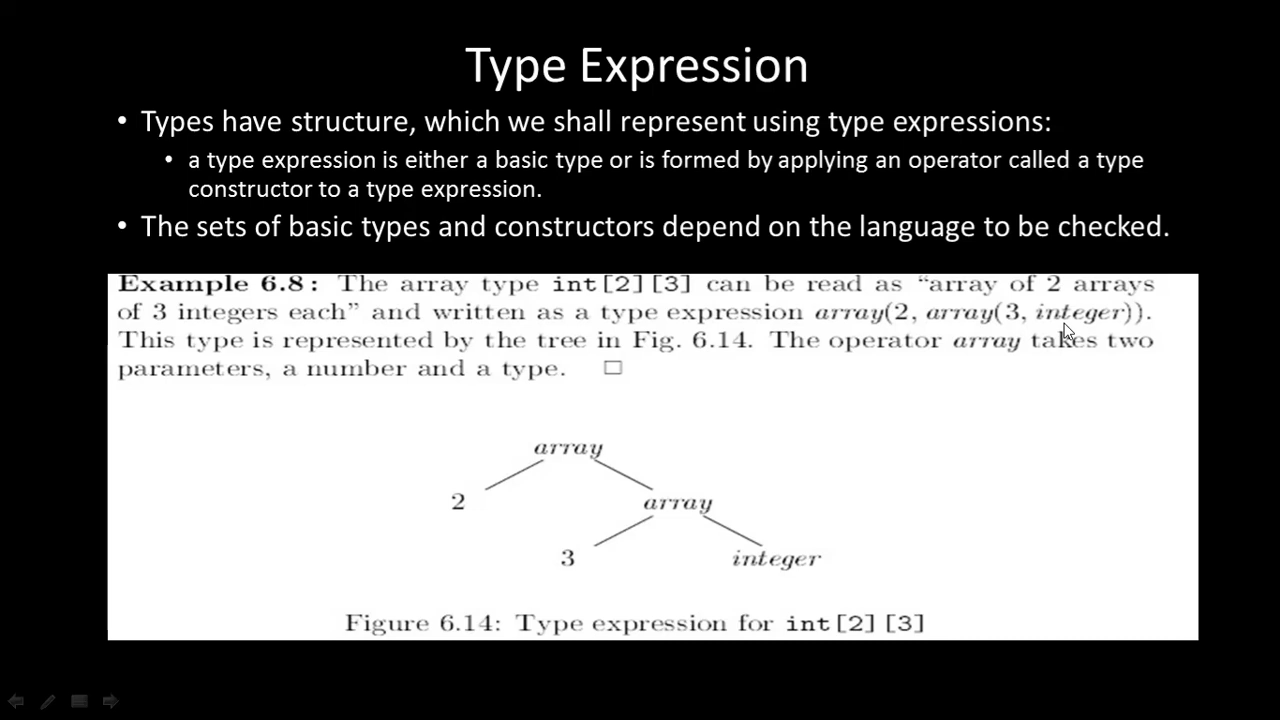 Type Expression
• Types have structure, which we shall represent using type expressions:
• a type expression is either a basic type or is formed by applying an operator called a type
constructor to a type expression.
• The sets of basic types and constructors depend on the language to be checked.
Example 6.8: The array type int[2][3] can be read as “array of 2 arrays
of 3 integers each” and written as a type expression array(2, array(3, integer)).
This type is represented by the tree in Fig. 6.14. The operator array takes two
parameters, a number and a type. □
array
2 array
3 integer
Figure 6.14: Type expression for int[2][3]